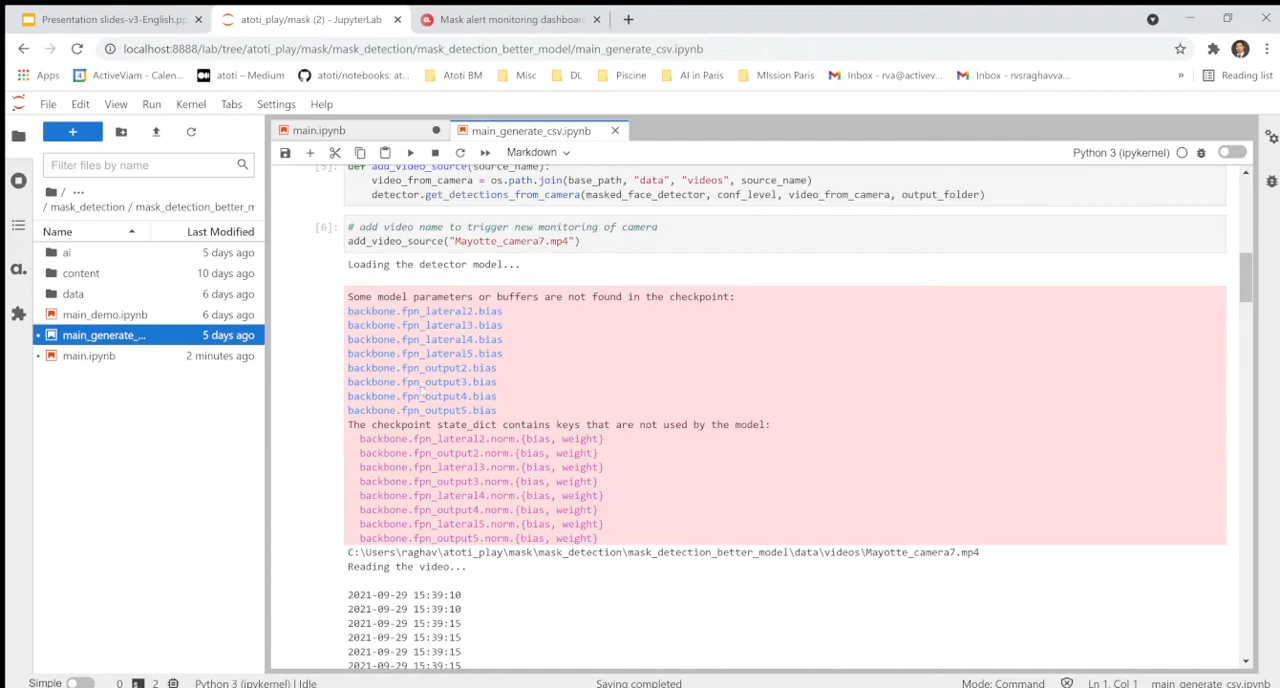 Presentation slides-v3-English.pp
atoti_play/mask (2) - JupyterLab
Mask alert monitoring dashboar
localhost:8888/lab/tree/atoti_play/mask/mask_detection/mask_detection_better_model/main_generate_csv.ipynb
Apps
ActiveViam - Calen...
atoti – Medium
atoti/notebooks: at...
Atoti BM
Misc
DL
Piscine
AI in Paris
MIssion Paris
Inbox - rva@activev...
Inbox - rvsraghavva...
»
Reading list
File Edit View Run Kernel Tabs Settings Help
main.ipynb
main_generate_csv.ipynb
Filter files by name
Markdown
Python 3 (ipykernel)
/ ...
/ mask_detection / mask_detection_better_m
Name Last Modified
ai 5 days ago
content 10 days ago
data 6 days ago
main_demo.ipynb 6 days ago
main_generate_... 5 days ago
main.ipynb 2 minutes ago
[5]: def add_video_source(source_name):
video_from_camera = os.path.join(base_path, "data", "videos", source_name)
detector.get_detections_from_camera(masked_face_detector, conf_level, video_from_camera, output_folder)
[6]: # add video name to trigger new monitoring of camera
add_video_source("Mayotte_camera7.mp4")
Loading the detector model...
Some model parameters or buffers are not found in the checkpoint:
backbone.fpn_lateral2.bias
backbone.fpn_lateral3.bias
backbone.fpn_lateral4.bias
backbone.fpn_lateral5.bias
backbone.fpn_output2.bias
backbone.fpn_output3.bias
backbone.fpn_output4.bias
backbone.fpn_output5.bias
The checkpoint state_dict contains keys that are not used by the model:
backbone.fpn_lateral2.norm.{bias, weight}
backbone.fpn_output2.norm.{bias, weight}
backbone.fpn_lateral3.norm.{bias, weight}
backbone.fpn_output3.norm.{bias, weight}
backbone.fpn_lateral4.norm.{bias, weight}
backbone.fpn_output4.norm.{bias, weight}
backbone.fpn_lateral5.norm.{bias, weight}
backbone.fpn_output5.norm.{bias, weight}
C:\Users\raghav\atoti_play\mask\mask_detection\mask_detection_better_model\data\videos\Mayotte_camera7.mp4
Reading the video...
2021-09-29 15:39:10
2021-09-29 15:39:10
2021-09-29 15:39:15
2021-09-29 15:39:15
2021-09-29 15:39:15
2021-09-29 15:39:15
Simple 0 2 Python 3 (ipykernel) | Idle Saving completed Mode: Command Ln 1, Col 1 main_generate_csv.ipynb